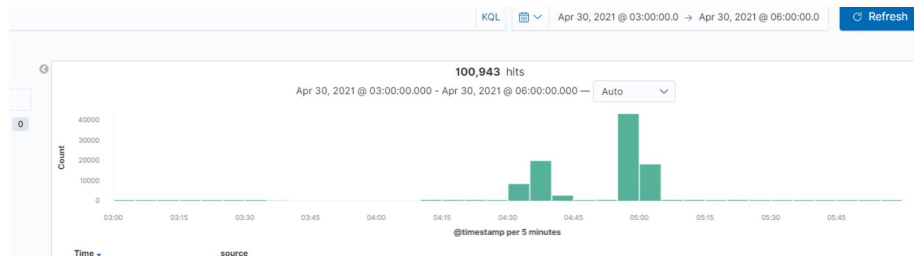 KQL Apr 30, 2021 @ 03:00:00.0 → Apr 30, 2021 @ 06:00:00.0 Refresh
100,943 hits
Apr 30, 2021 @ 03:00:00.000 - Apr 30, 2021 @ 06:00:00.000 — Auto
0
Count
40000
30000
20000
10000
0
03:00 03:15 03:30 03:45 04:00 04:15 04:30 04:45 05:00 05:15 05:30 05:45
@timestamp per 5 minutes
Time source